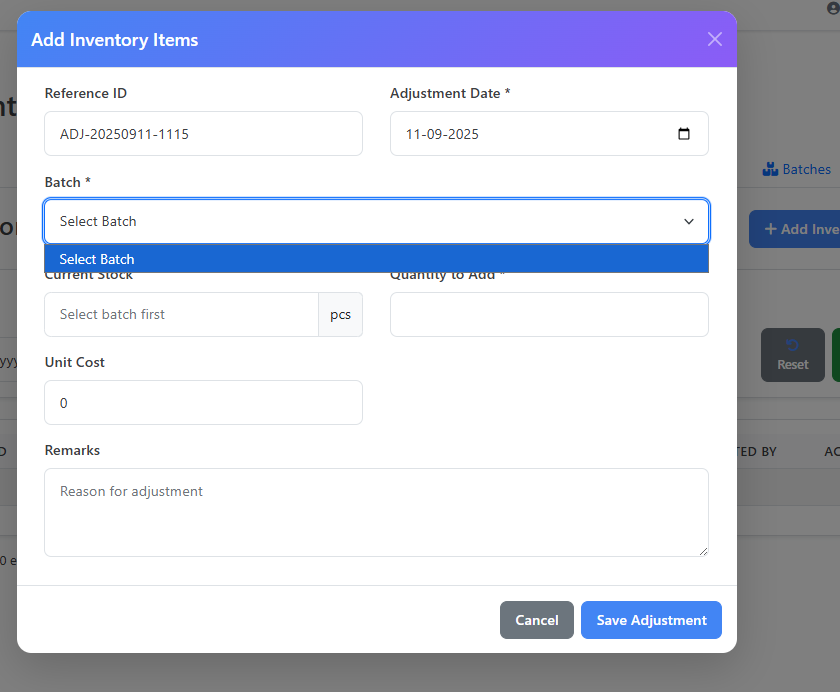 Add Inventory Items
Reference ID
Adjustment Date *
ADJ-20250911-1115
11-09-2025
Batch *
Batches
Select Batch
Add Inve
Select Batch
Current Stock
Quantity to Add *
Select batch first
pcs
Reset
Unit Cost
0
Remarks
TED BY
AC
Reason for adjustment
0 e
Cancel
Save Adjustment